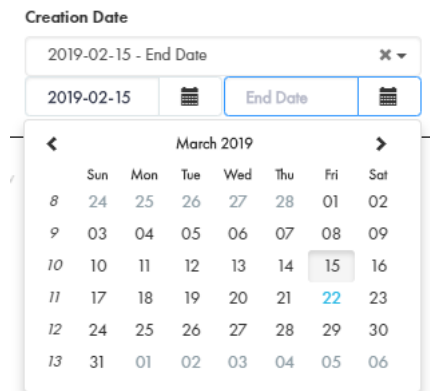 Creation Date
2019-02-15 - End Date
2019-02-15 End Date
March 2019
Sun Mon Tue Wed Thu Fri Sat
8 24 25 26 27 28 01 02
9 03 04 05 06 07 08 09
10 10 11 12 13 14 15 16
11 17 18 19 20 21 22 23
12 24 25 26 27 28 29 30
13 31 01 02 03 04 05 06